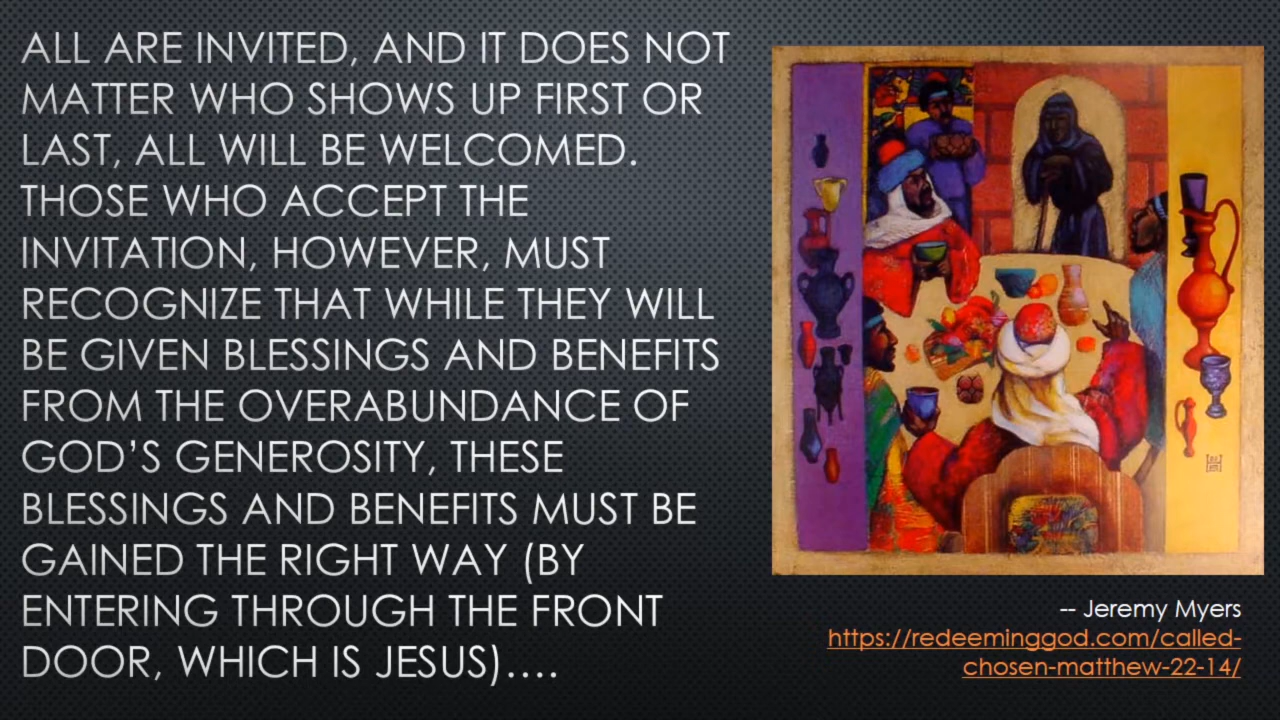 ALL ARE INVITED, AND IT DOES NOT
MATTER WHO SHOWS UP FIRST OR
LAST, ALL WILL BE WELCOMED.
THOSE WHO ACCEPT THE
INVITATION, HOWEVER, MUST
RECOGNIZE THAT WHILE THEY WILL
BE GIVEN BLESSINGS AND BENEFITS
FROM THE OVERABUNDANCE OF
GOD’S GENEROSITY, THESE
BLESSINGS AND BENEFITS MUST BE
GAINED THE RIGHT WAY (BY
ENTERING THROUGH THE FRONT
DOOR, WHICH IS JESUS)….
-- Jeremy Myers
https://redeeminggod.com/called-
chosen-matthew-22-14/